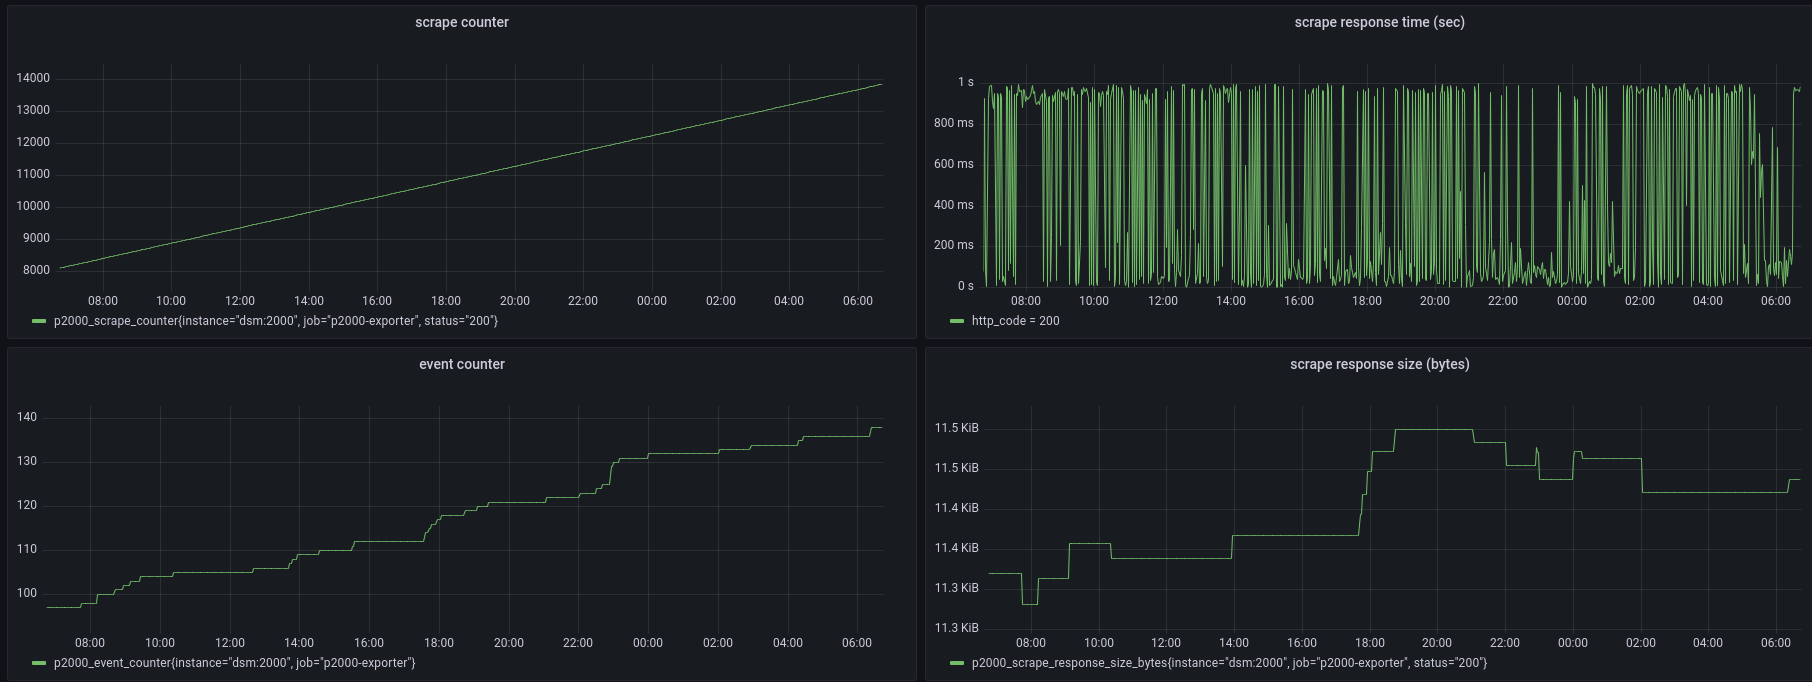 scrape counter
14000
13000
12000
11000
10000
9000
8000
08:00 10:00 12:00 14:00 16:00 18:00 20:00 22:00 00:00 02:00 04:00 06:00
p2000_scrape_counter{instance="dsm:2000", job="p2000-exporter", status="200"}
scrape response time (sec)
1 s
800 ms
600 ms
400 ms
200 ms
0 s
08:00 10:00 12:00 14:00 16:00 18:00 20:00 22:00 00:00 02:00 04:00 06:00
http_code = 200
event counter
140
130
120
110
100
08:00 10:00 12:00 14:00 16:00 18:00 20:00 22:00 00:00 02:00 04:00 06:00
p2000_event_counter{instance="dsm:2000", job="p2000-exporter"}
scrape response size (bytes)
11.5 KiB
11.5 KiB
11.4 KiB
11.4 KiB
11.3 KiB
11.3 KiB
08:00 10:00 12:00 14:00 16:00 18:00 20:00 22:00 00:00 02:00 04:00 06:00
p2000_scrape_response_size_bytes{instance="dsm:2000", job="p2000-exporter", status="200"}